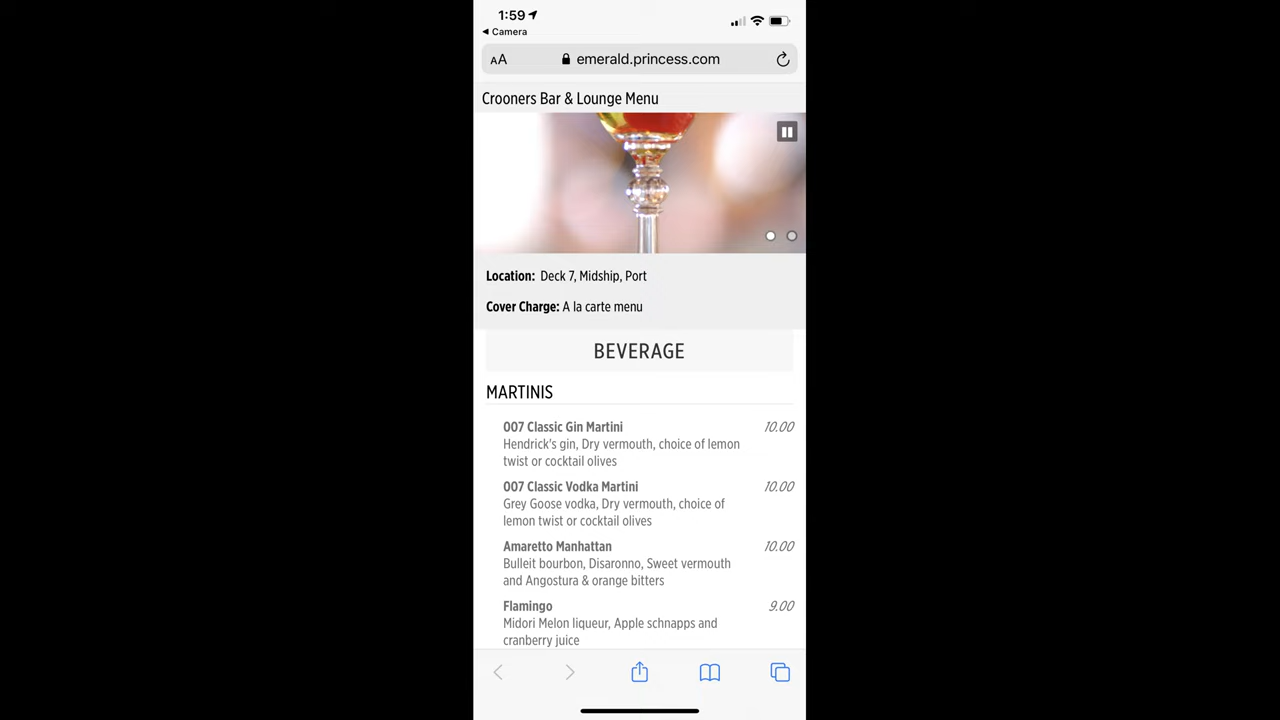 1:59
Camera
AA emerald.princess.com
Crooners Bar & Lounge Menu
Location: Deck 7, Midship, Port
Cover Charge: A la carte menu
BEVERAGE
MARTINIS
007 Classic Gin Martini 10.00
Hendrick's gin, Dry vermouth, choice of lemon
twist or cocktail olives
007 Classic Vodka Martini 10.00
Grey Goose vodka, Dry vermouth, choice of
lemon twist or cocktail olives
Amaretto Manhattan 10.00
Bulleit bourbon, Disaronno, Sweet vermouth
and Angostura & orange bitters
Flamingo 9.00
Midori Melon liqueur, Apple schnapps and
cranberry juice